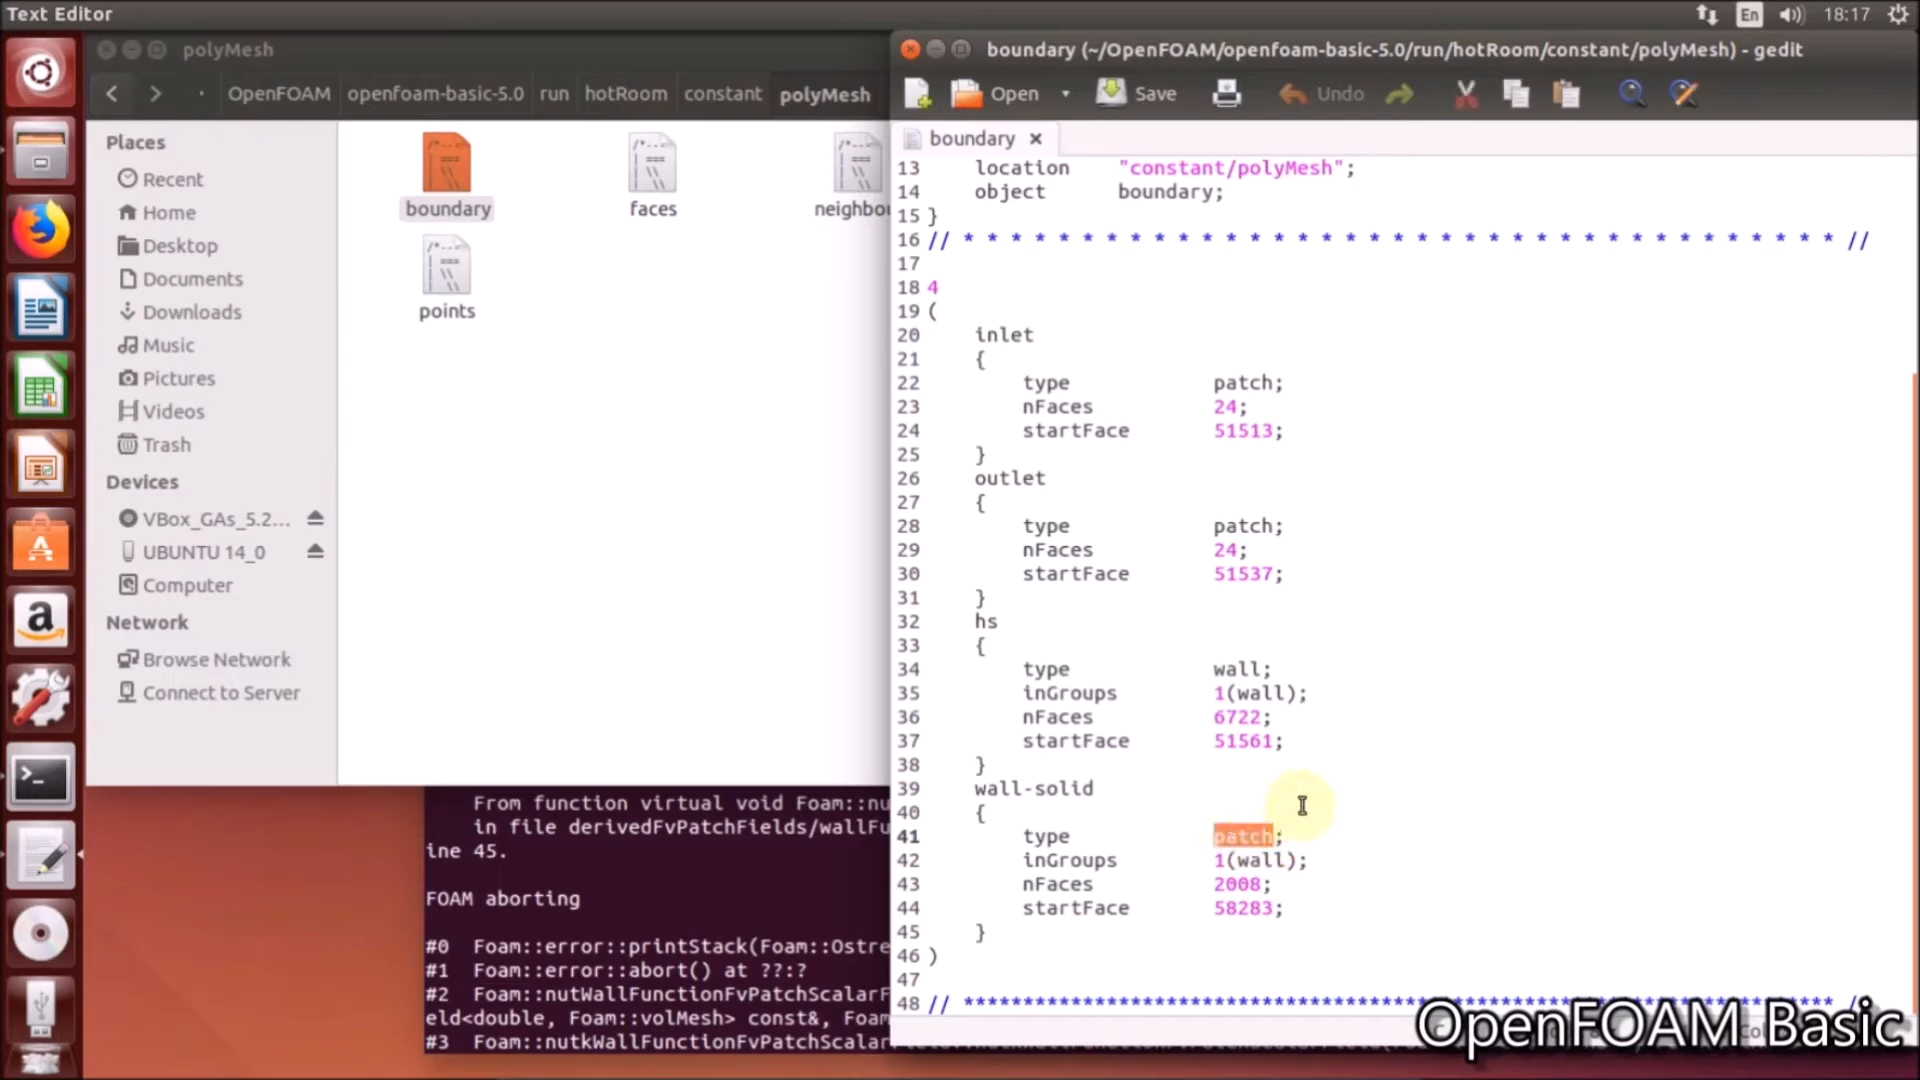 Text Editor
En
18:17
polyMesh
OpenFOAM
openfoam-basic-5.0
run
hotRoom
constant
polyMesh
Places
Recent
Home
Desktop
Documents
Downloads
Music
Pictures
Videos
Trash
Devices
VBox_GAs_5.2...
UBUNTU 14_0
Computer
Network
Browse Network
Connect to Server
boundary
faces
neighbou
points
boundary (~/OpenFOAM/openfoam-basic-5.0/run/hotRoom/constant/polyMesh) - gedit
Open
Save
Undo
boundary
13 location "constant/polyMesh";
14 object boundary;
15 }
16 // * * * * * * * * * * * * * * * * * * * * * * * * * * * * * * * * * * * * * //
17
18 4
19 (
20 inlet
21 {
22 type patch;
23 nFaces 24;
24 startFace 51513;
25 }
26 outlet
27 {
28 type patch;
29 nFaces 24;
30 startFace 51537;
31 }
32 hs
33 {
34 type wall;
35 inGroups 1(wall);
36 nFaces 6722;
37 startFace 51561;
38 }
39 wall-solid
40 {
41 type patch;
42 inGroups 1(wall);
43 nFaces 2008;
44 startFace 58283;
45 }
46 )
47
48 // ************************************************************************* /
From function virtual void Foam::nu
in file derivedFvPatchFields/wallFu
ine 45.
FOAM aborting
#0 Foam::error::printStack(Foam::Ostre
#1 Foam::error::abort() at ??:?
#2 Foam::nutWallFunctionFvPatchScalarF
eld<double, Foam::volMesh> const&, Foam
#3 Foam::nutkWallFunctionFvPatchScalar
OpenFOAM Basic